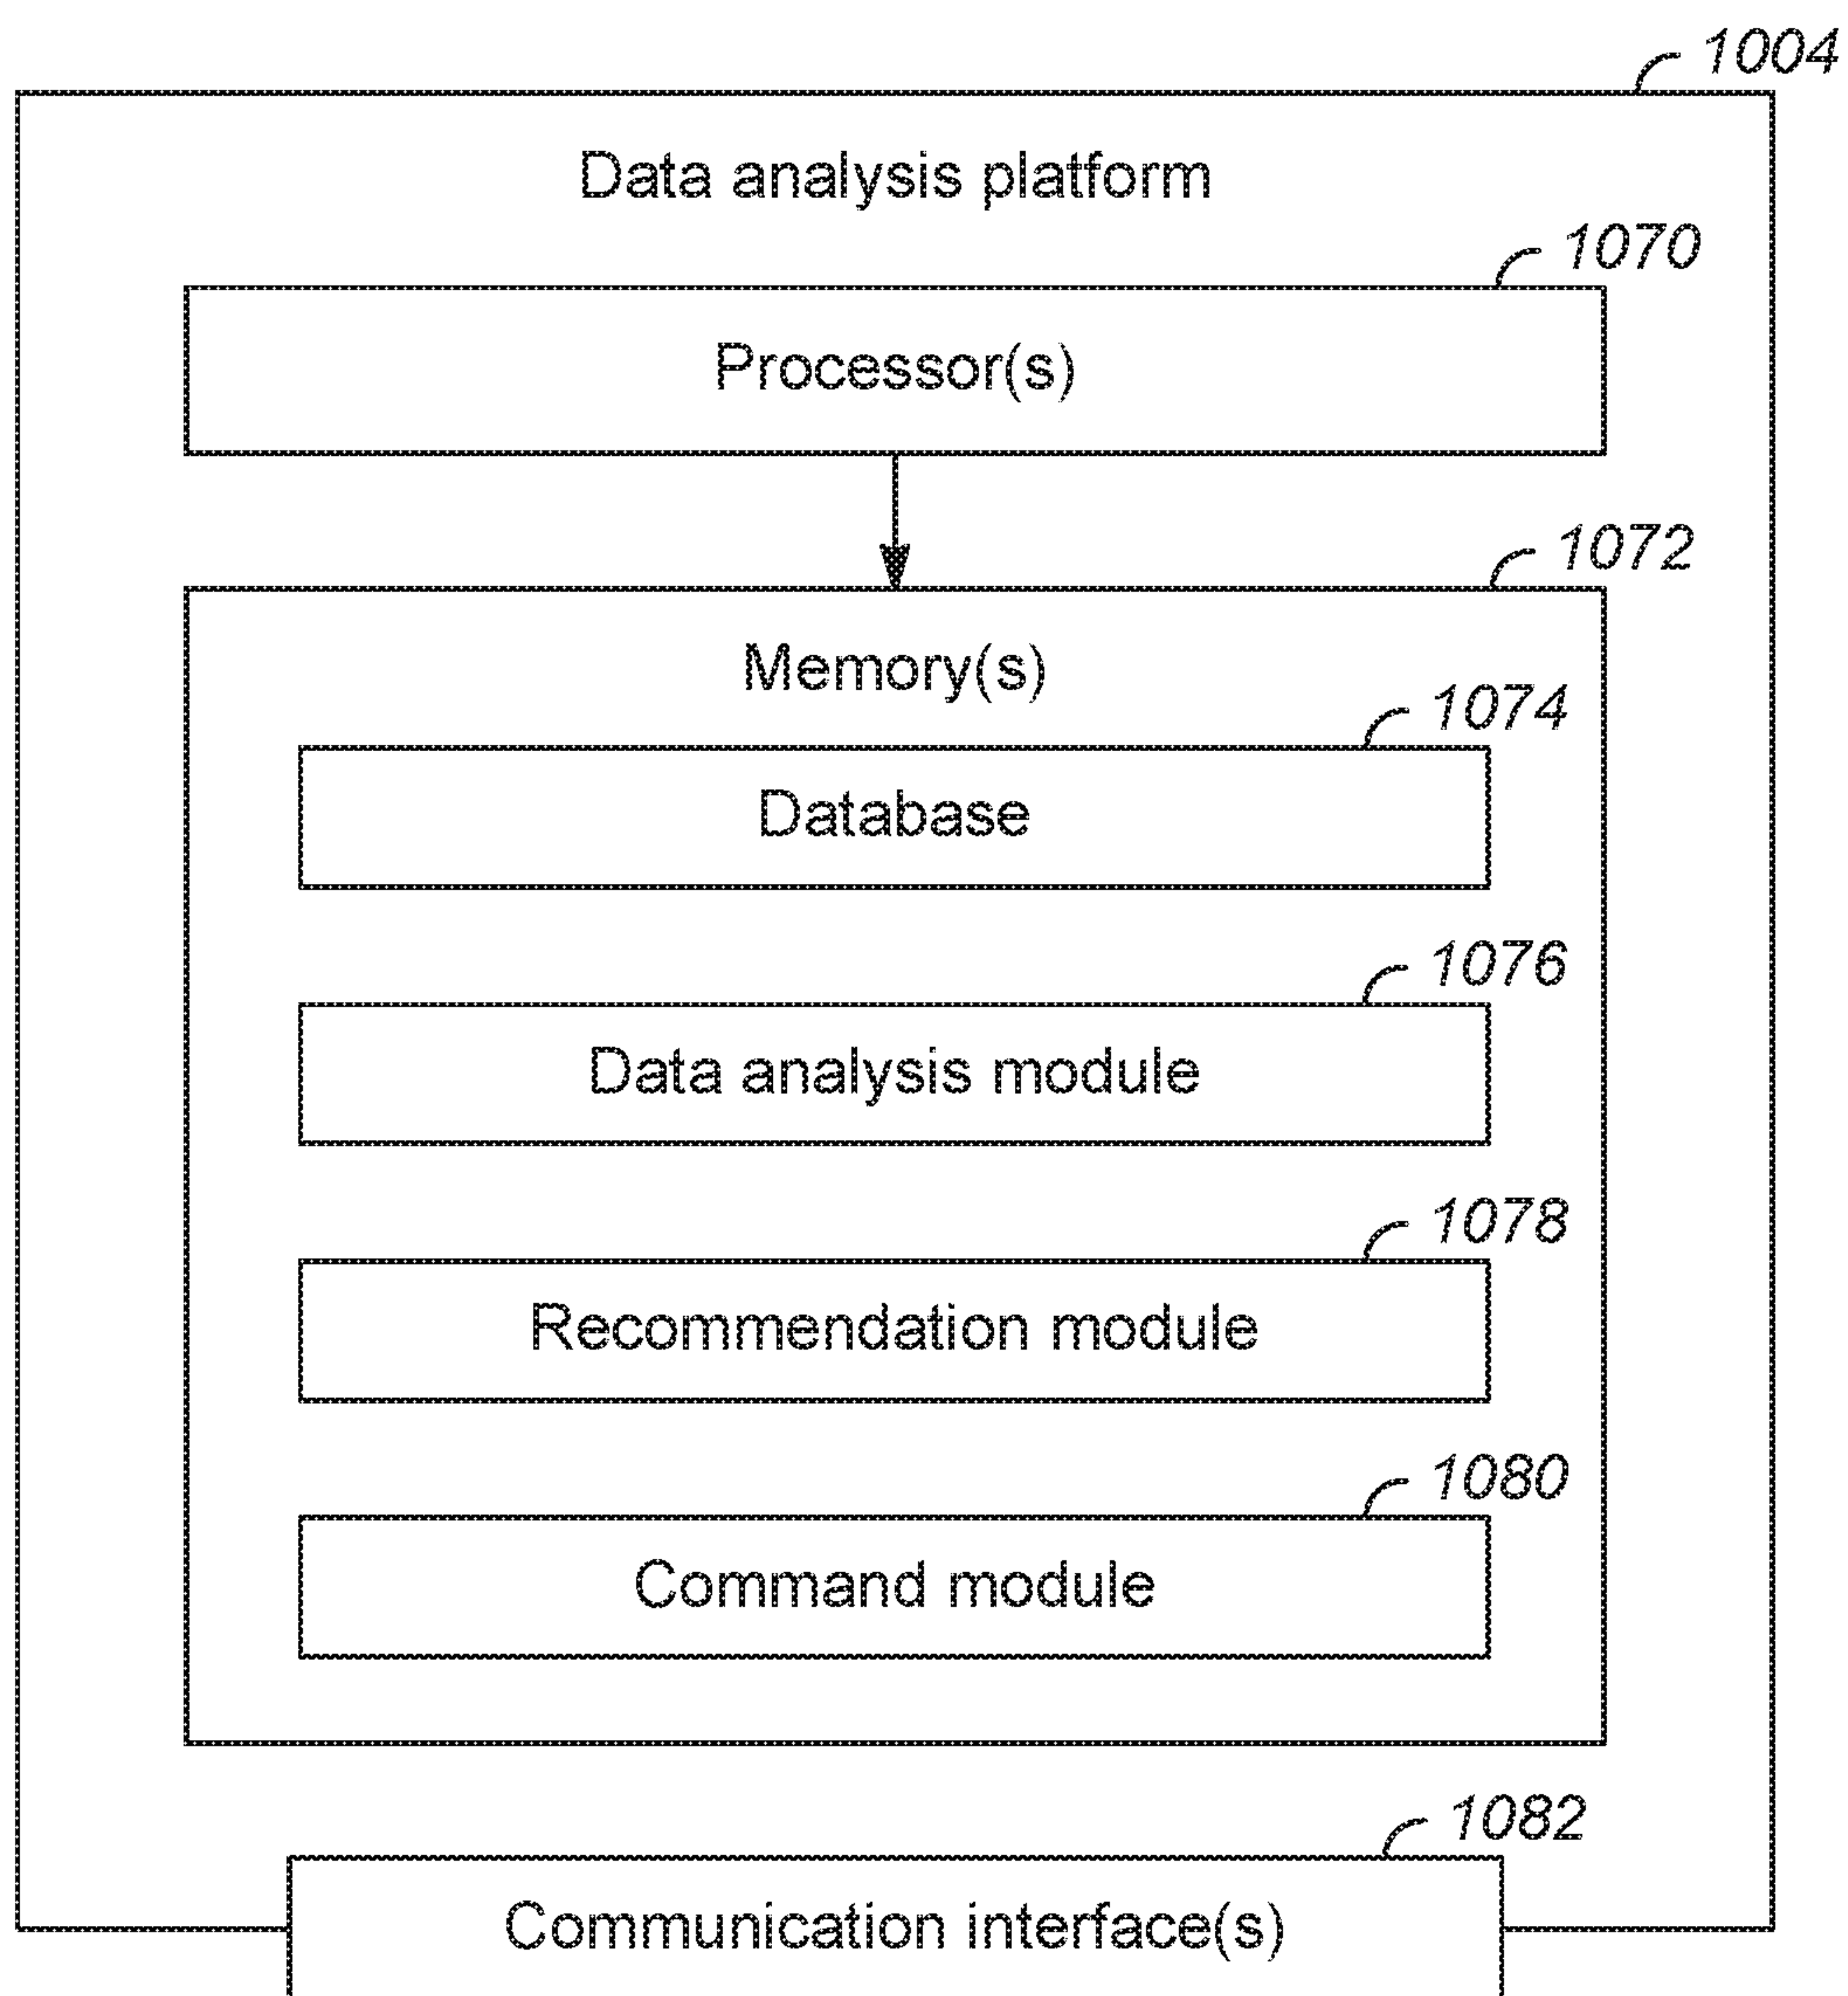 1004
Data analysis platform
1070
Processor(s)
1072
Memory(s)
1074
Database
1076
Data analysis module
1078
Recommendation module
1080
Command module
1082
Communication interface(s)